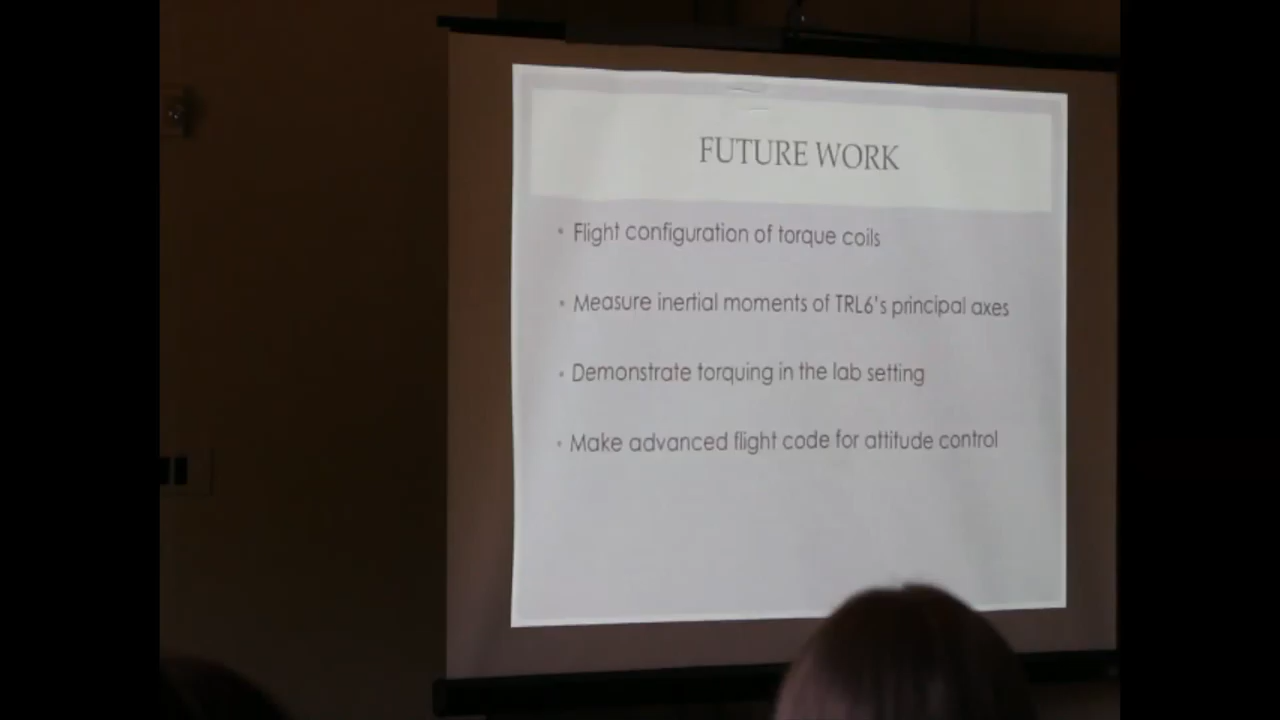 FUTURE WORK
• Flight configuration of torque coils
• Measure inertial moments of TRL6's principal axes
• Demonstrate torquing in the lab setting
• Make advanced flight code for attitude control